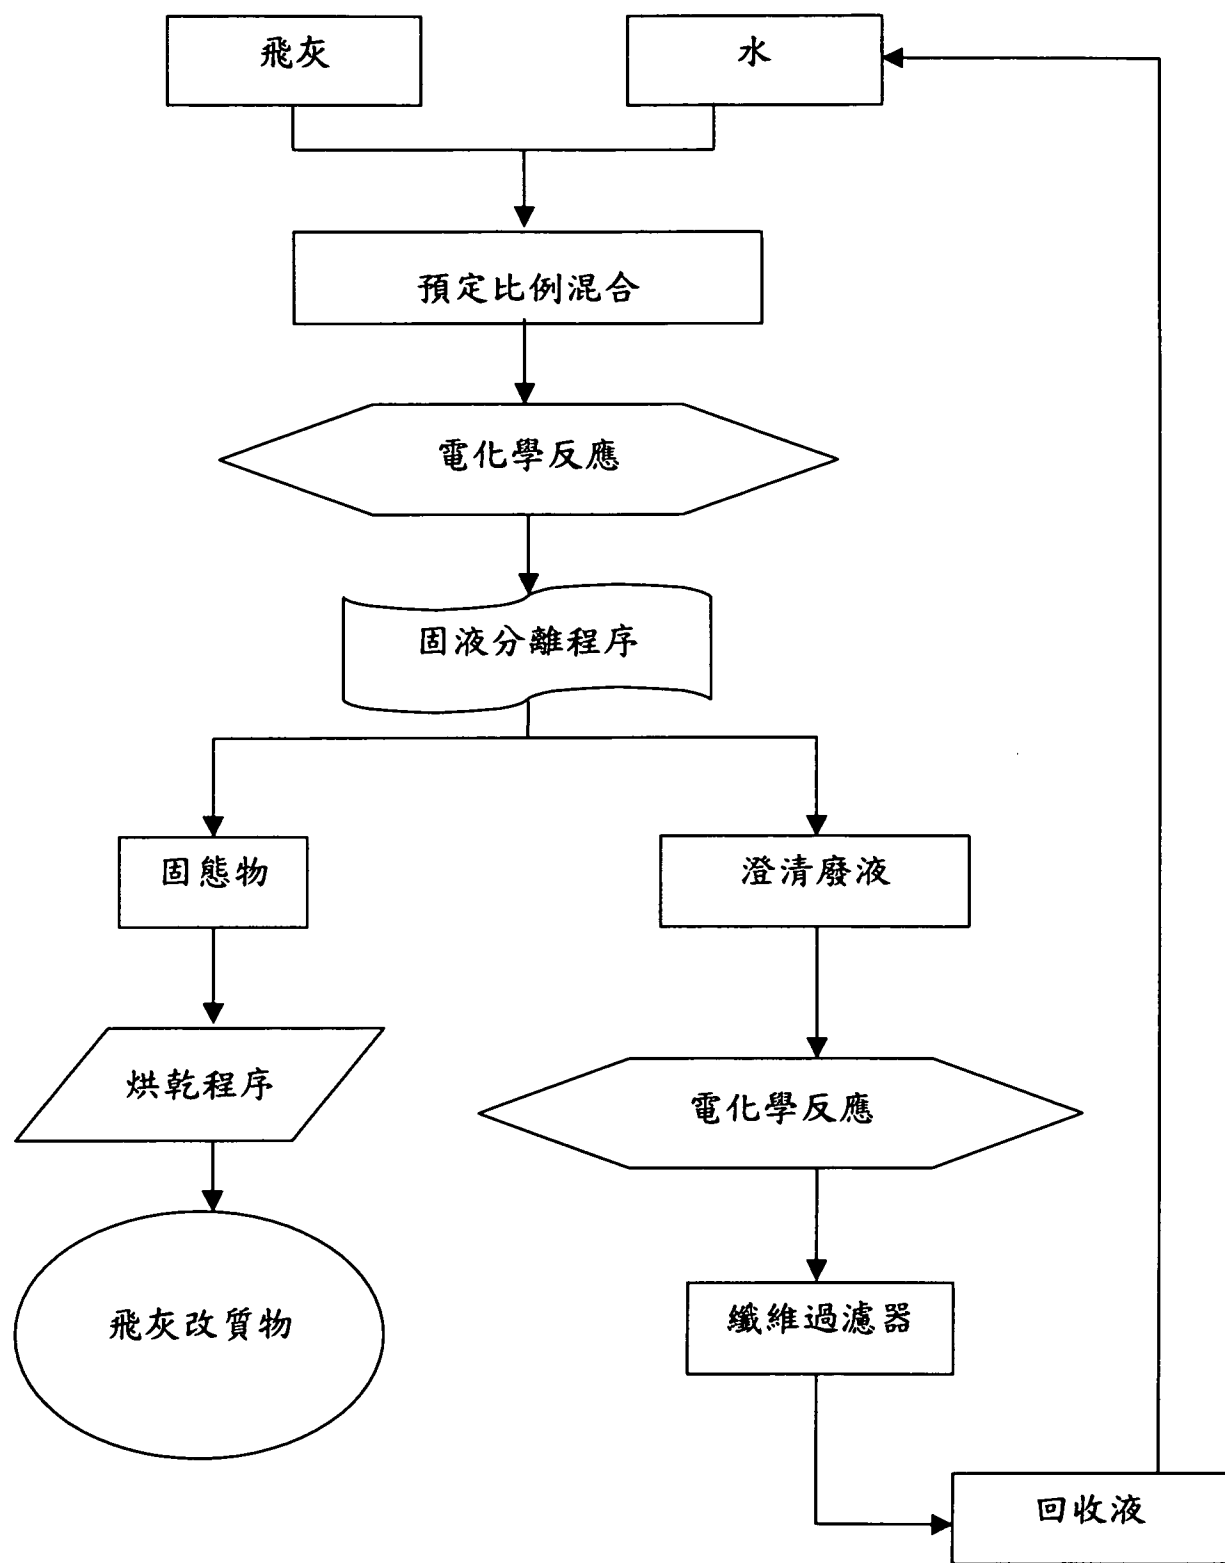 飛灰
水
預定比例混合
電化學反應
固液分離程序
固態物
澄清廢液
烘乾程序
電化學反應
飛灰改質物
纖維過濾器
回收液